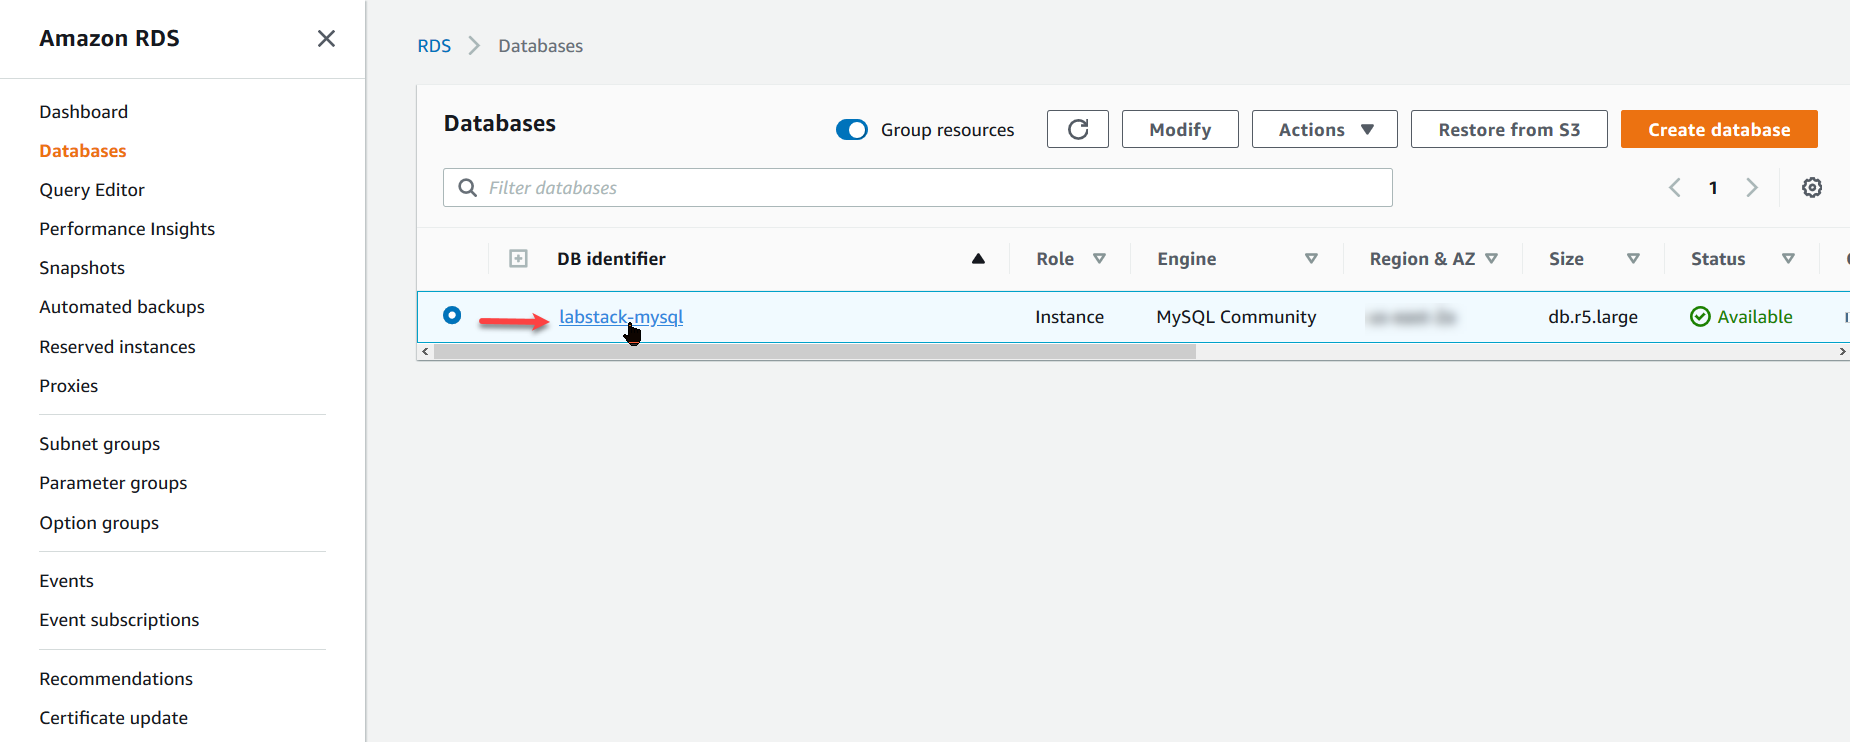 Amazon RDS
Dashboard
Databases
Query Editor
Performance Insights
Snapshots
Automated backups
Reserved instances
Proxies
Subnet groups
Parameter groups
Option groups
Events
Event subscriptions
Recommendations
Certificate update
RDS > Databases
Databases
Group resources
Modify
Actions
Restore from S3
Create database
Filter databases
1
DB identifier Role Engine Region & AZ Size Status
labstack-mysql Instance MySQL Community db.r5.large Available